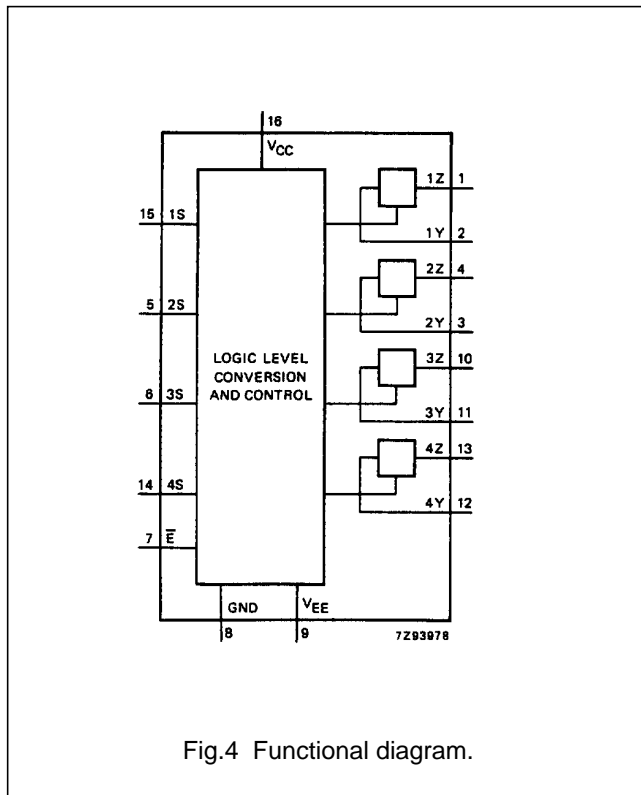 16
VCC
1Z 1
15 1S
1Y 2
2Z 4
5 2S
2Y 3
3Z 10
LOGIC LEVEL
CONVERSION
AND CONTROL
6 3S
3Y 11
4Z 13
14 4S
4Y 12
7 E̅
GND
VEE
8
9
7Z93978
Fig.4 Functional diagram.